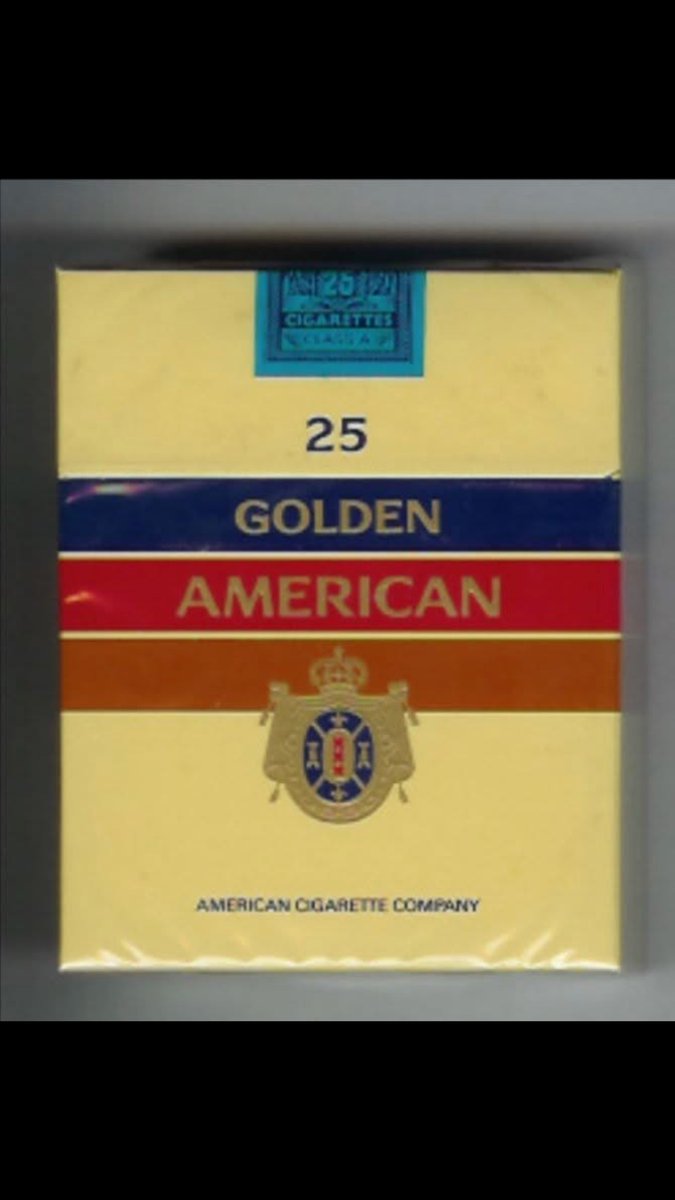 25
CIGARETTES
CLASS A
25
GOLDEN
AMERICAN
AMERICAN CIGARETTE COMPANY